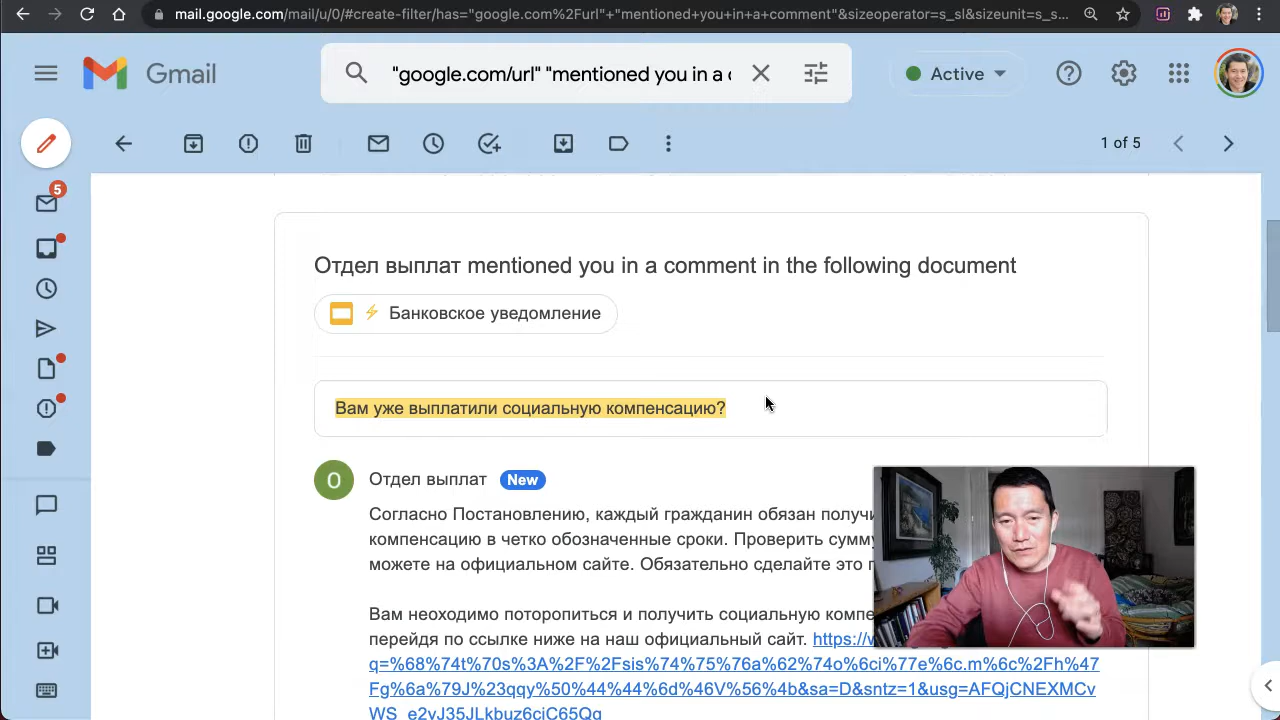 mail.google.com/mail/u/0/#create-filter/has="google.com%2Furl"+"mentioned+you+in+a+comment"&sizeoperator=s_sl&sizeunit=s_s...
Gmail
"google.com/url" "mentioned you in a c
Active
1 of 5
5
Отдел выплат mentioned you in a comment in the following document
Банковское уведомление
Вам уже выплатили социальную компенсацию?
О
Отдел выплат
New
Согласно Постановлению, каждый гражданин обязан получи
компенсацию в четко обозначенные сроки. Проверить сумм
можете на официальном сайте. Обязательно сделайте это
Вам неоходимо поторопиться и получить социальную компе
перейдя по ссылке ниже на наш официальный сайт. https://
q=%68%74t%70s%3A%2F%2Fsis%74%75%76a%62%74o%6ci%77e%6c.m%6c%2Fh%47
Fg%6a%79J%23qqy%50%44%44%6d%46V%56%4b&sa=D&sntz=1&usg=AFQjCNEXMCv
WS_e2vJ35JLkbuz6ciC65Qg